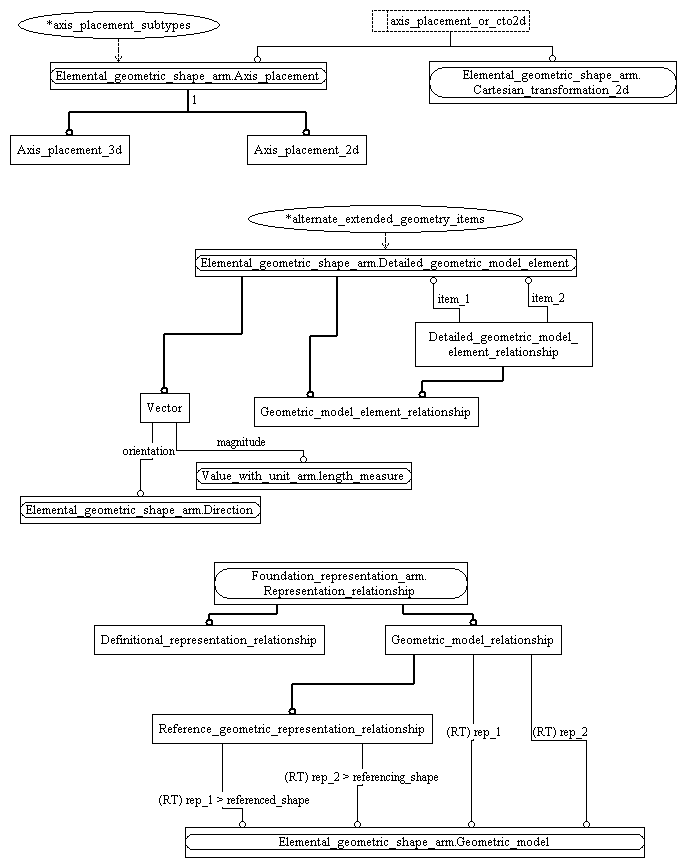 *axis_placement_subtypes
axis_placement_or_cto2d
Elemental_geometric_shape_arm.Axis_placement
Elemental_geometric_shape_arm.
Cartesian_transformation_2d
1
Axis_placement_3d
Axis_placement_2d
*alternate_extended_geometry_items
Elemental_geometric_shape_arm.Detailed_geometric_model_element
item_1
item_2
Detailed_geometric_model_
element_relationship
Vector
Geometric_model_element_relationship
orientation
magnitude
Value_with_unit_arm.length_measure
Elemental_geometric_shape_arm.Direction
Foundation_representation_arm.
Representation_relationship
Definitional_representation_relationship
Geometric_model_relationship
Reference_geometric_representation_relationship
(RT) rep_1
(RT) rep_2
(RT) rep_2 > referencing_shape
(RT) rep_1 > referenced_shape
Elemental_geometric_shape_arm.Geometric_model